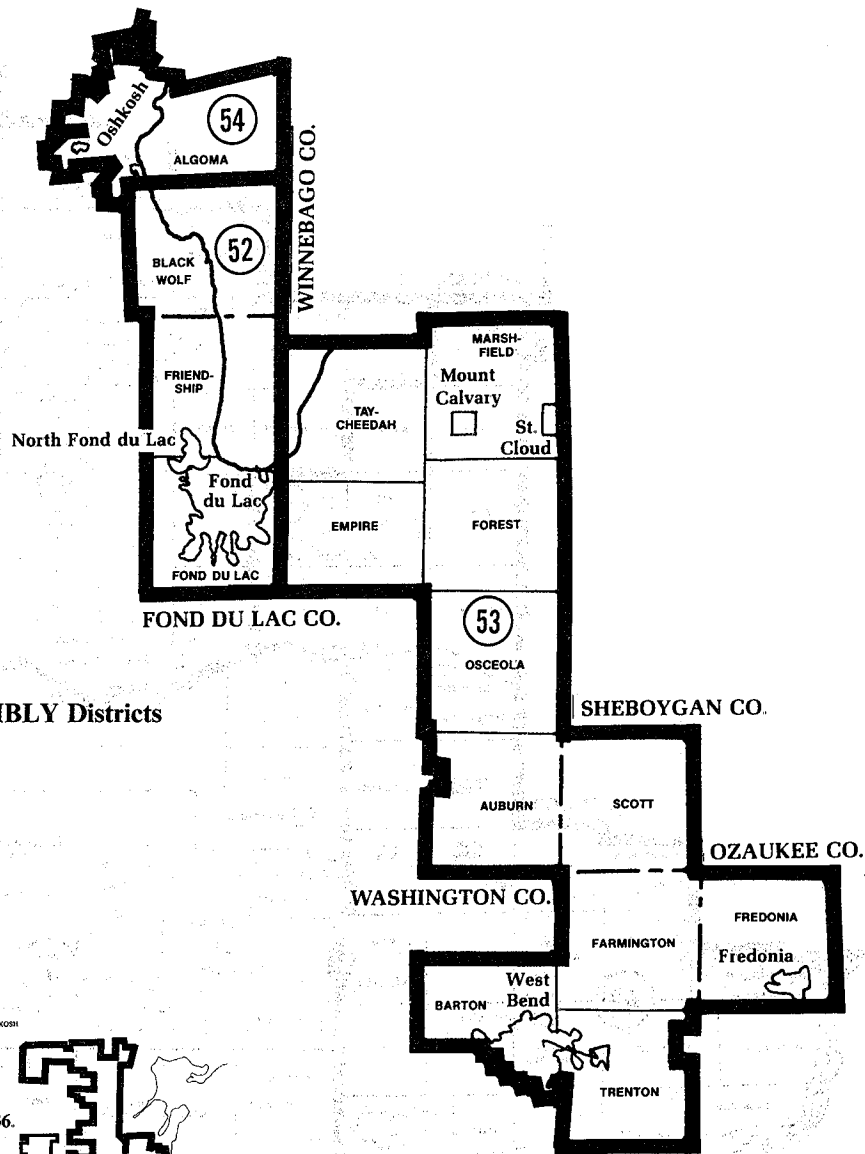 Oshkosh
54
ALGOMA
WINNEBAGO CO.
52
BLACK
WOLF
MARSH-
FIELD
Mount
Calvary
FRIEND-
SHIP
TAY-
CHEEDAH
St.
Cloud
North Fond du Lac
Fond
du Lac
EMPIRE
FOREST
FOND DU LAC
FOND DU LAC CO.
53
OSCEOLA
SHEBOYGAN CO.
Districts
AUBURN
SCOTT
OZAUKEE CO.
WASHINGTON CO.
FREDONIA
FARMINGTON
Fredonia
West
Bend
BARTON
TRENTON